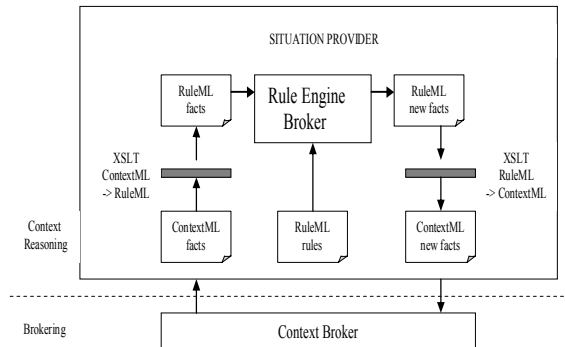 SITUATION PROVIDER
RuleML
facts
Rule Engine
Broker
RuleML
new facts
XSLT
ContextML
-> RuleML
XSLT
RuleML
-> ContextML
Context
Reasoning
ContextML
facts
RuleML
rules
ContextML
new facts
Brokering
Context Broker